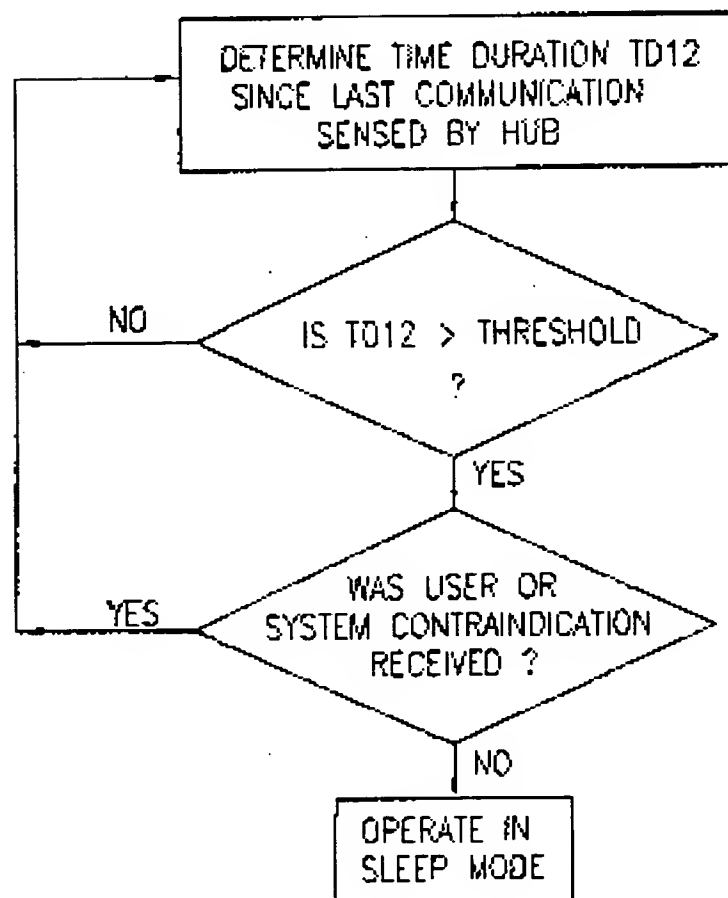 DETERMINE TIME DURATION TD12
SINCE LAST COMMUNICATION
SENSED BY HUB
NO
IS TD12 > THRESHOLD
?
YES
WAS USER OR
SYSTEM CONTRAINDICATION
RECEIVED ?
YES
NO
OPERATE IN
SLEEP MODE